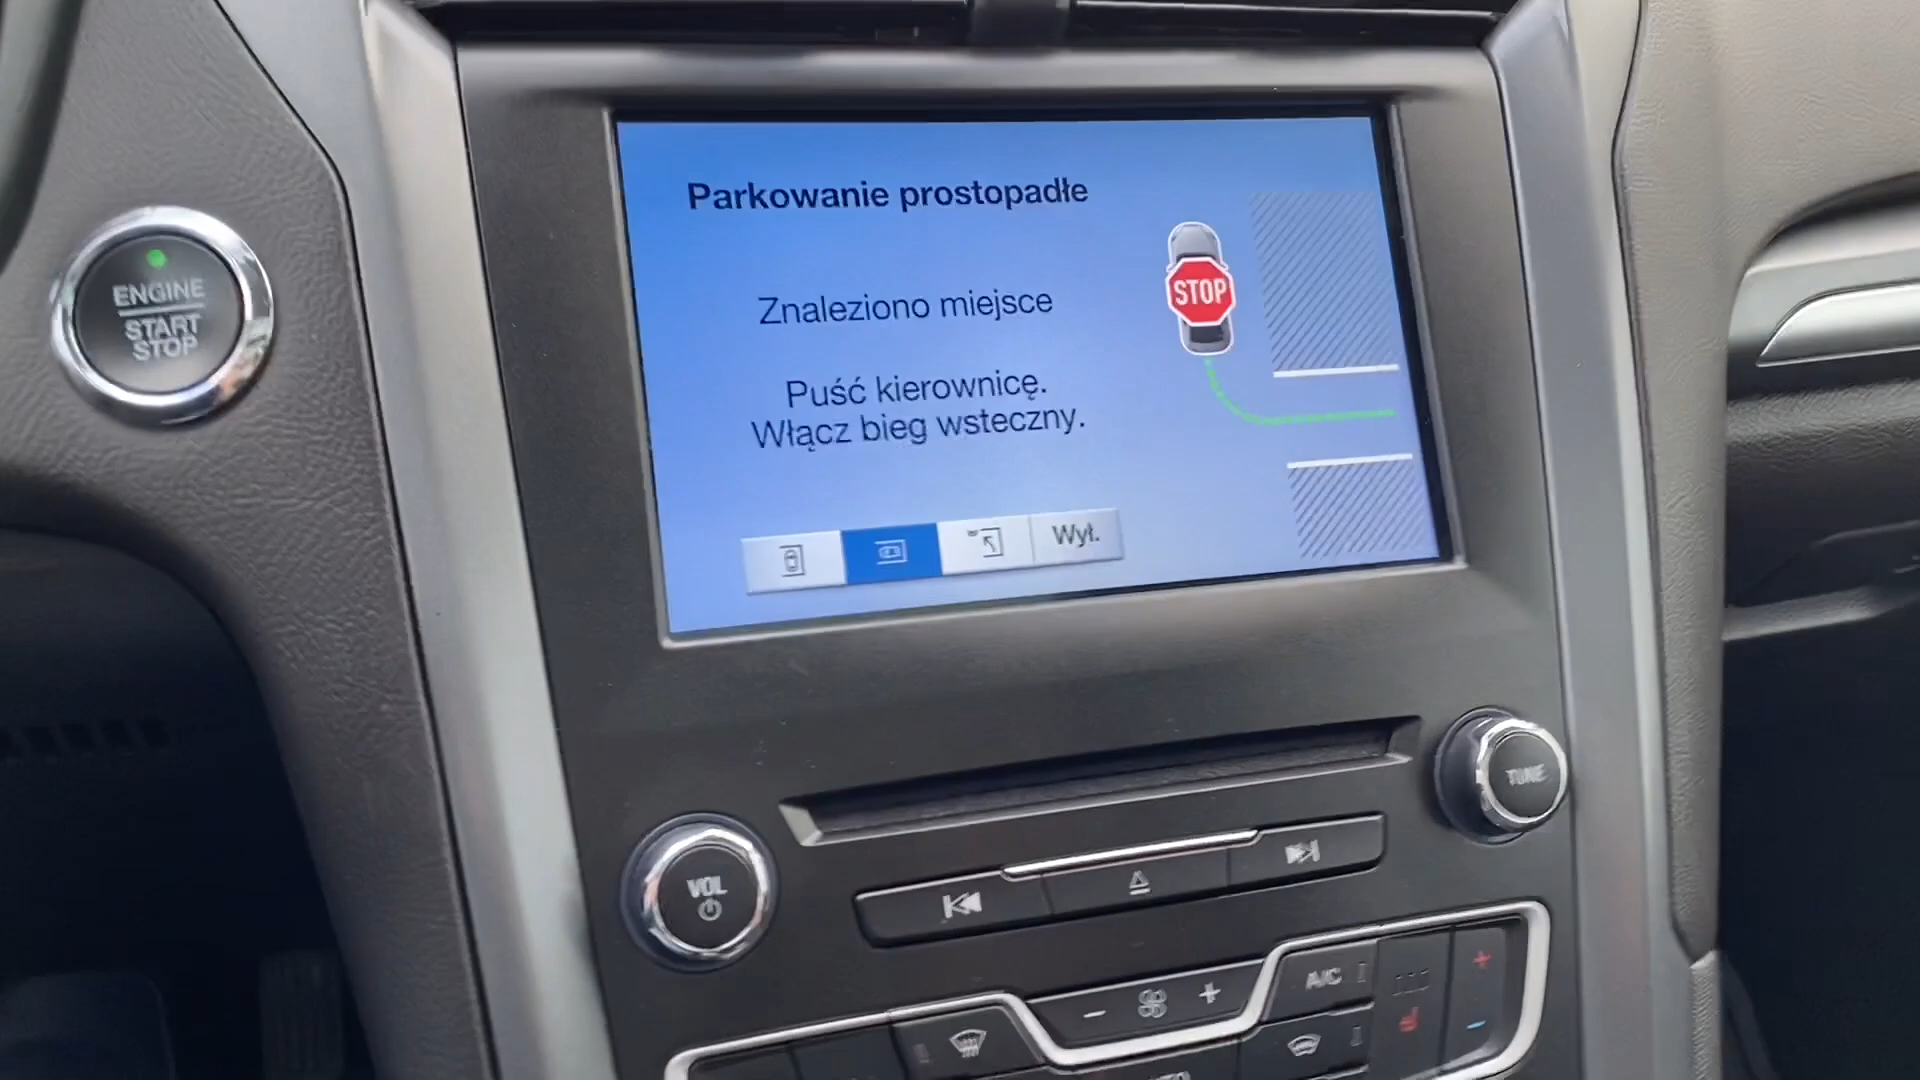 Parkowanie prostopadłe
Znaleziono miejsce
STOP
Puść kierownicę.
Włącz bieg wsteczny.
Wył.
ENGINE
START
STOP
TUNE
VOL
A/C